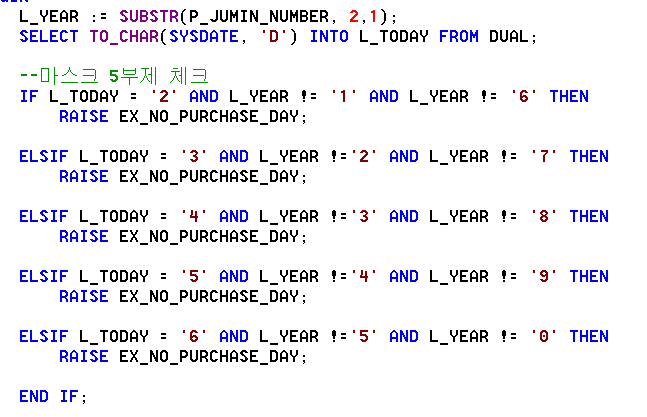 L_YEAR := SUBSTR(P_JUMIN_NUMBER, 2,1);
SELECT TO_CHAR(SYSDATE, 'D') INTO L_TODAY FROM DUAL;
--마스크 5부제 체크
IF L_TODAY = '2' AND L_YEAR != '1' AND L_YEAR != '6' THEN
RAISE EX_NO_PURCHASE_DAY;
ELSIF L_TODAY = '3' AND L_YEAR !='2' AND L_YEAR != '7' THEN
RAISE EX_NO_PURCHASE_DAY;
ELSIF L_TODAY = '4' AND L_YEAR !='3' AND L_YEAR != '8' THEN
RAISE EX_NO_PURCHASE_DAY;
ELSIF L_TODAY = '5' AND L_YEAR !='4' AND L_YEAR != '9' THEN
RAISE EX_NO_PURCHASE_DAY;
ELSIF L_TODAY = '6' AND L_YEAR !='5' AND L_YEAR != '0' THEN
RAISE EX_NO_PURCHASE_DAY;
END IF;